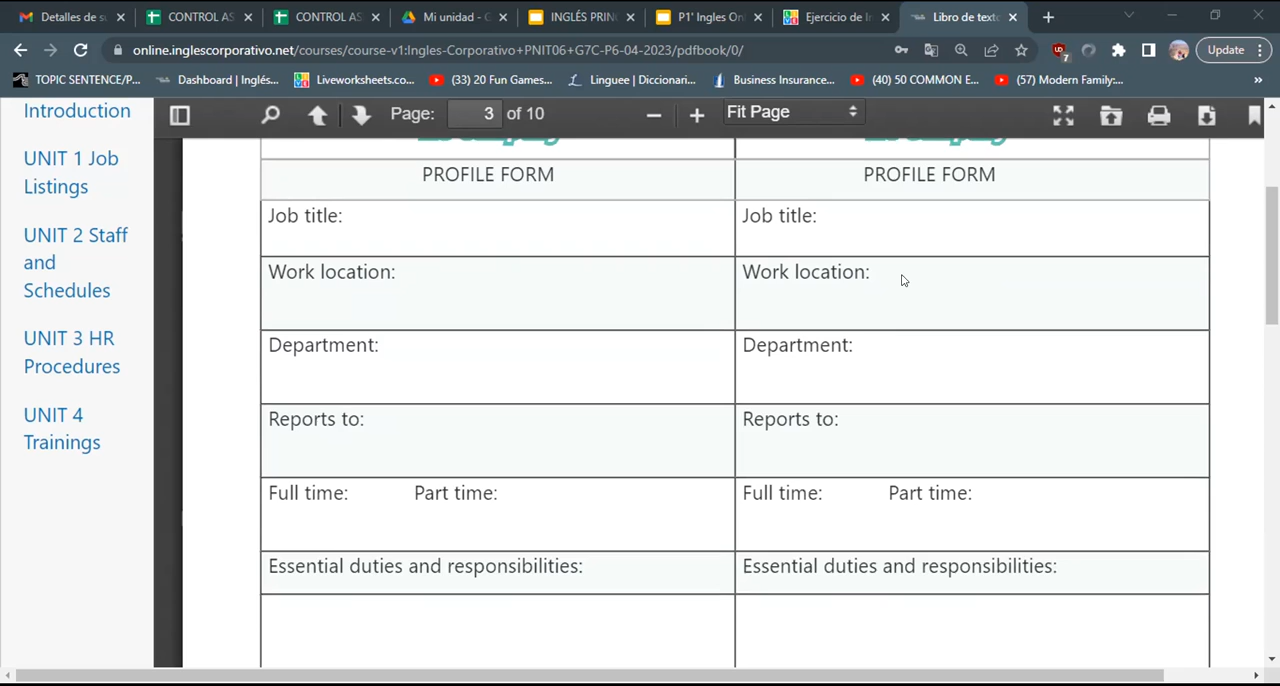 Detalles de su
CONTROL AS
CONTROL AS
Mi unidad - G
INGLÉS PRIN
P1' Ingles On
Ejercicio de In
Libro de texto
online.inglescorporativo.net/courses/course-v1:Ingles-Corporativo+PNIT06+G7C-P6-04-2023/pdfbook/0/
7
Update
TOPIC SENTENCE/P...
Dashboard | Inglés...
Liveworksheets.co...
(33) 20 Fun Games...
Linguee | Diccionari...
Business Insurance...
(40) 50 COMMON E...
(57) Modern Family:...
»
Introduction
UNIT 1 Job
Listings
UNIT 2 Staff
and
Schedules
UNIT 3 HR
Procedures
UNIT 4
Trainings
Page: 3 of 10
Fit Page
PROFILE FORM
PROFILE FORM
Job title:
Job title:
Work location:
Work location:
Department:
Department:
Reports to:
Reports to:
Full time: Part time:
Full time: Part time:
Essential duties and responsibilities:
Essential duties and responsibilities: